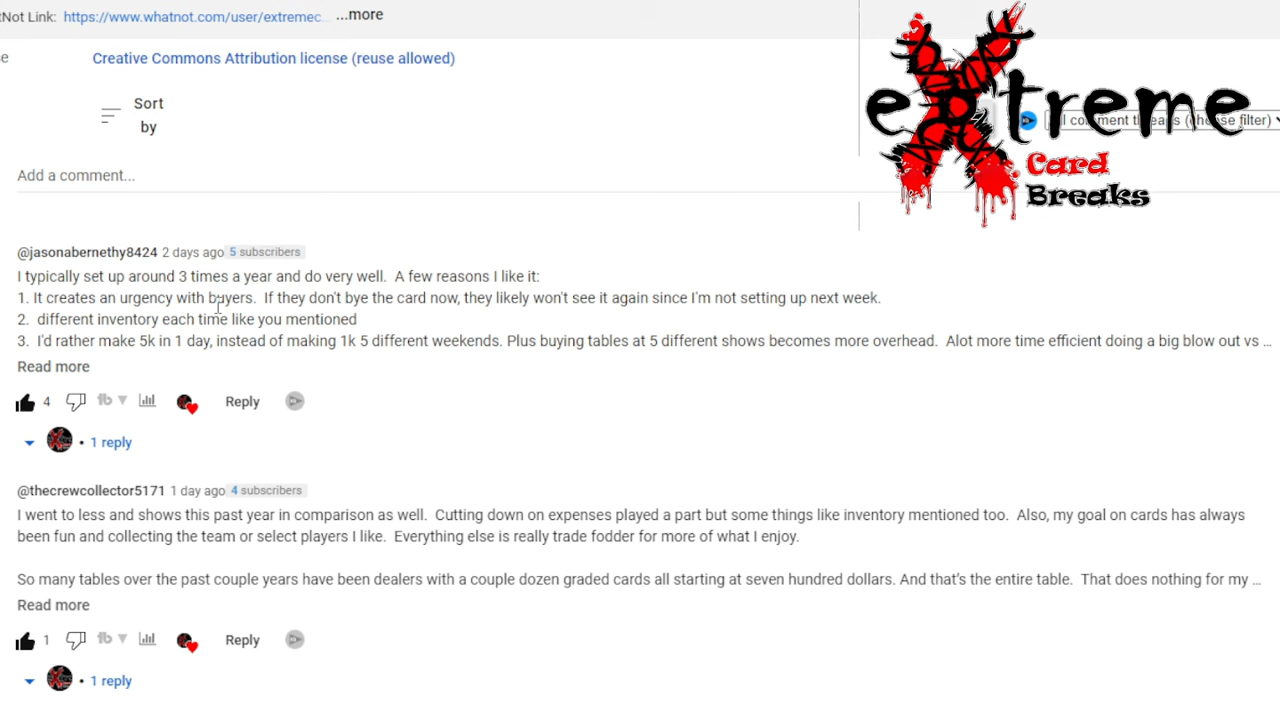 tNot Link: https://www.whatnot.com/user/extremec... ...more
Creative Commons Attribution license (reuse allowed)
Sort
by
eXtreme
Card
Breaks
(choose filter)
Add a comment...
@jasonabernethy8424 2 days ago 5 subscribers
I typically set up around 3 times a year and do very well. A few reasons I like it:
1. It creates an urgency with buyers. If they don't bye the card now, they likely won't see it again since I'm not setting up next week.
2. different inventory each time like you mentioned
3. I'd rather make 5k in 1 day, instead of making 1k 5 different weekends. Plus buying tables at 5 different shows becomes more overhead. Alot more time efficient doing a big blow out vs ...
Read more
4 Reply
• 1 reply
@thecrewcollector5171 1 day ago 4 subscribers
I went to less and shows this past year in comparison as well. Cutting down on expenses played a part but some things like inventory mentioned too. Also, my goal on cards has always
been fun and collecting the team or select players I like. Everything else is really trade fodder for more of what I enjoy.
So many tables over the past couple years have been dealers with a couple dozen graded cards all starting at seven hundred dollars. And that's the entire table. That does nothing for my ...
Read more
1 Reply
• 1 reply